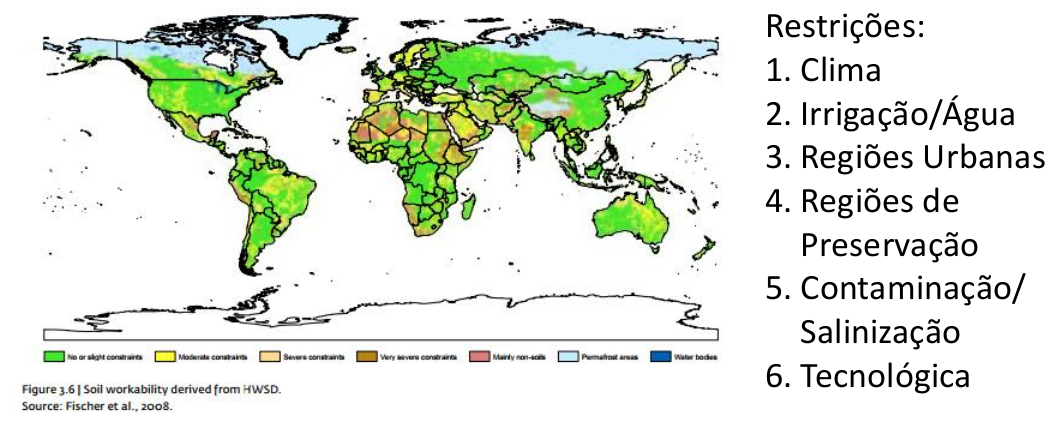 Restrições:
1. Clima
2. Irrigação/Água
3. Regiões Urbanas
4. Regiões de
Preservação
5. Contaminação/
Salinização
6. Tecnológica
No or slight constraints
Moderate constraints
Severe constraints
Very severe constraints
Mainly non-soils
Permafrost areas
Water bodies
Figure 3.6 | Soil workability derived from HWSD.
Source: Fischer et al., 2008.